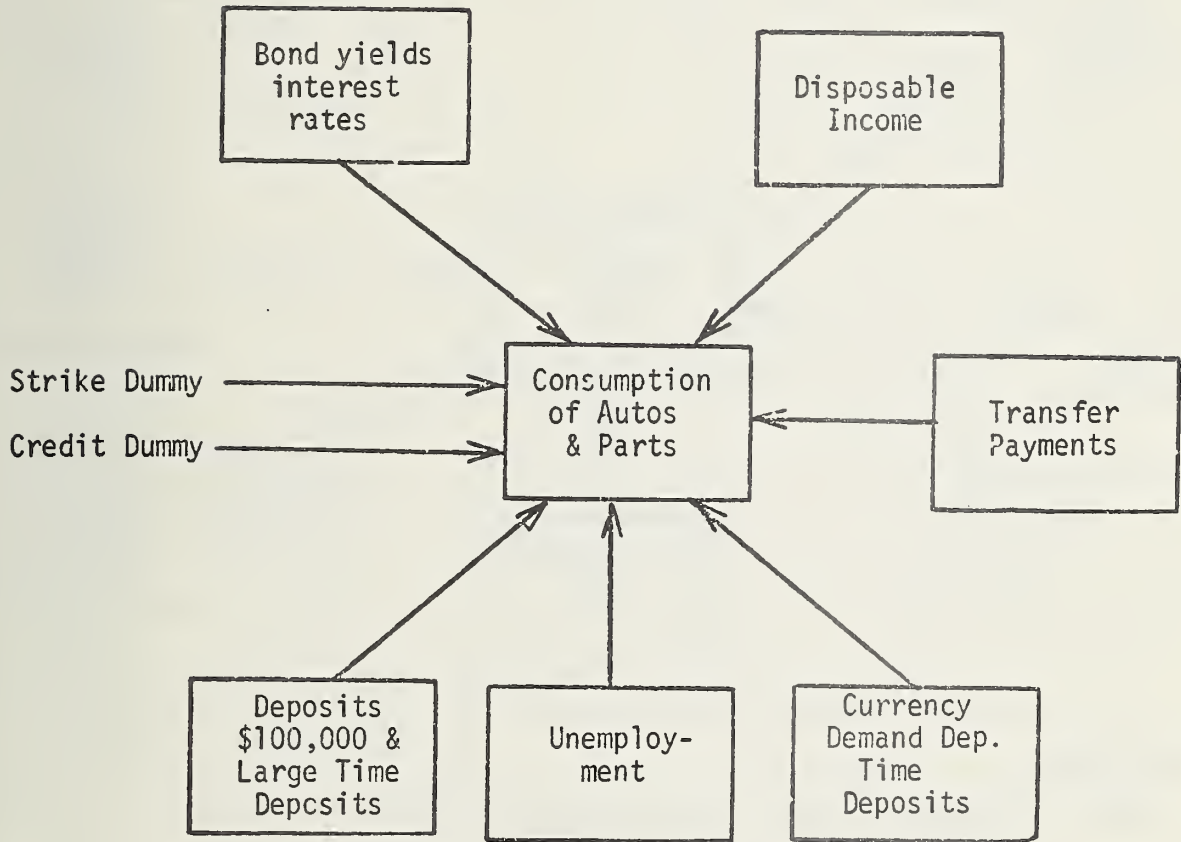 Bond yields
interest
rates
Disposable
Income
Strike Dummy
Credit Dummy
Consumption
of Autos
& Parts
Transfer
Payments
Deposits
$100,000 &
Large Time
Deposits
Unemploy-
ment
Currency
Demand Dep.
Time
Deposits